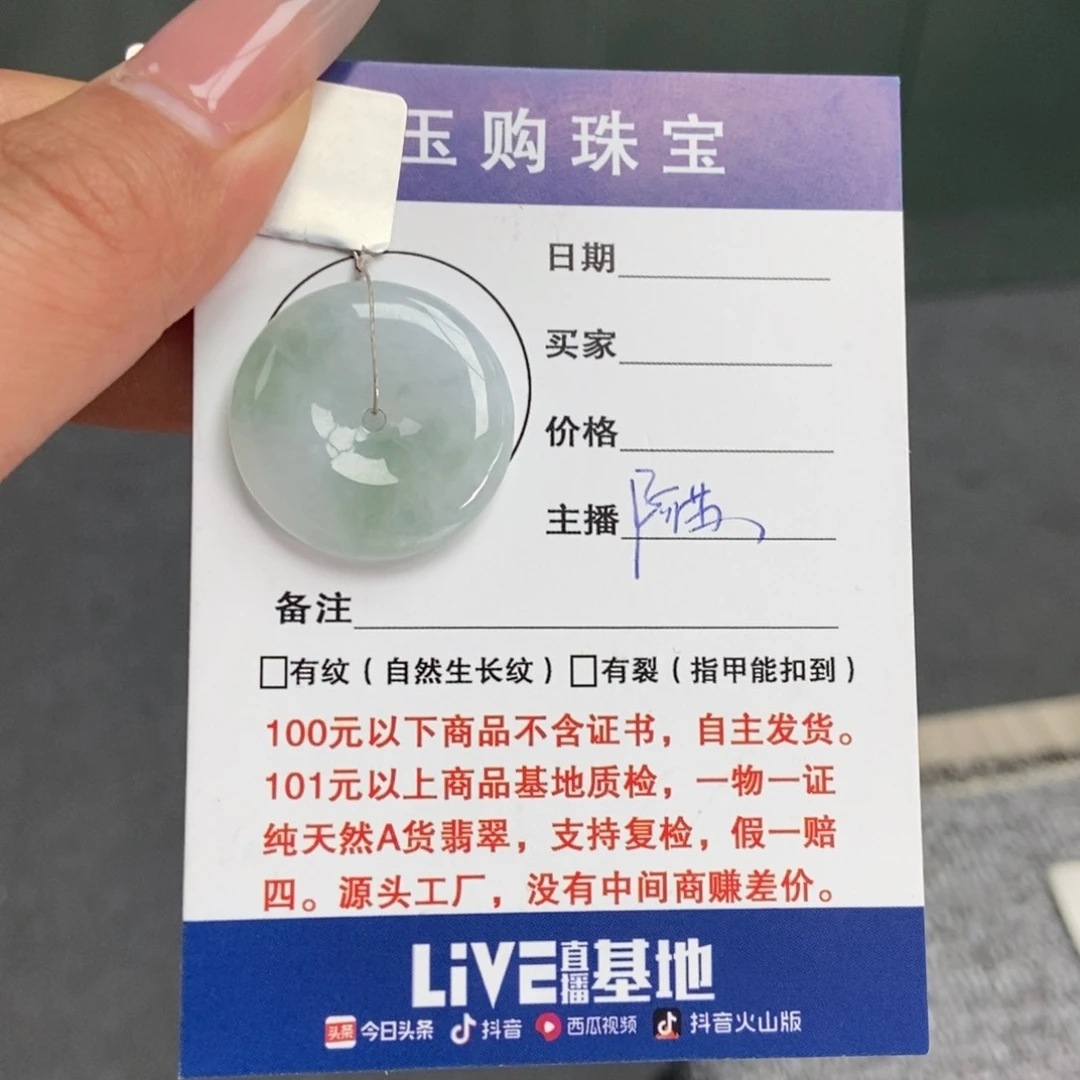 玉购珠宝
日期
买家
价格
主播
备注
□有纹（自然生长纹）□有裂（指甲能扣到）
100元以下商品不含证书，自主发货。
101元以上商品基地质检，一物一证
纯天然A货翡翠，支持复检，假一赔
四。源头工厂，没有中间商赚差价。
LiVE直播基地
头条 今日头条 抖音 西瓜视频 抖音火山版